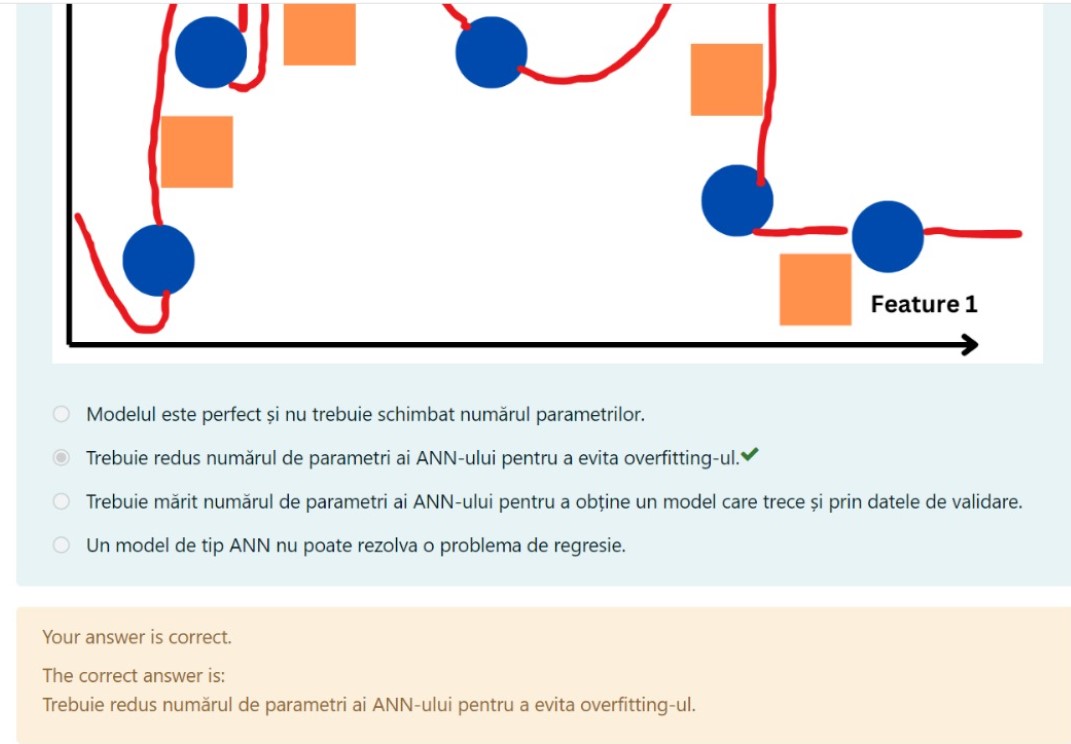 Feature 1
Modelul este perfect și nu trebuie schimbat numărul parametrilor.
Trebuie redus numărul de parametri ai ANN-ului pentru a evita overfitting-ul.
Trebuie mărit numărul de parametri ai ANN-ului pentru a obține un model care trece și prin datele de validare.
Un model de tip ANN nu poate rezolva o problema de regresie.
Your answer is correct.
The correct answer is:
Trebuie redus numărul de parametri ai ANN-ului pentru a evita overfitting-ul.